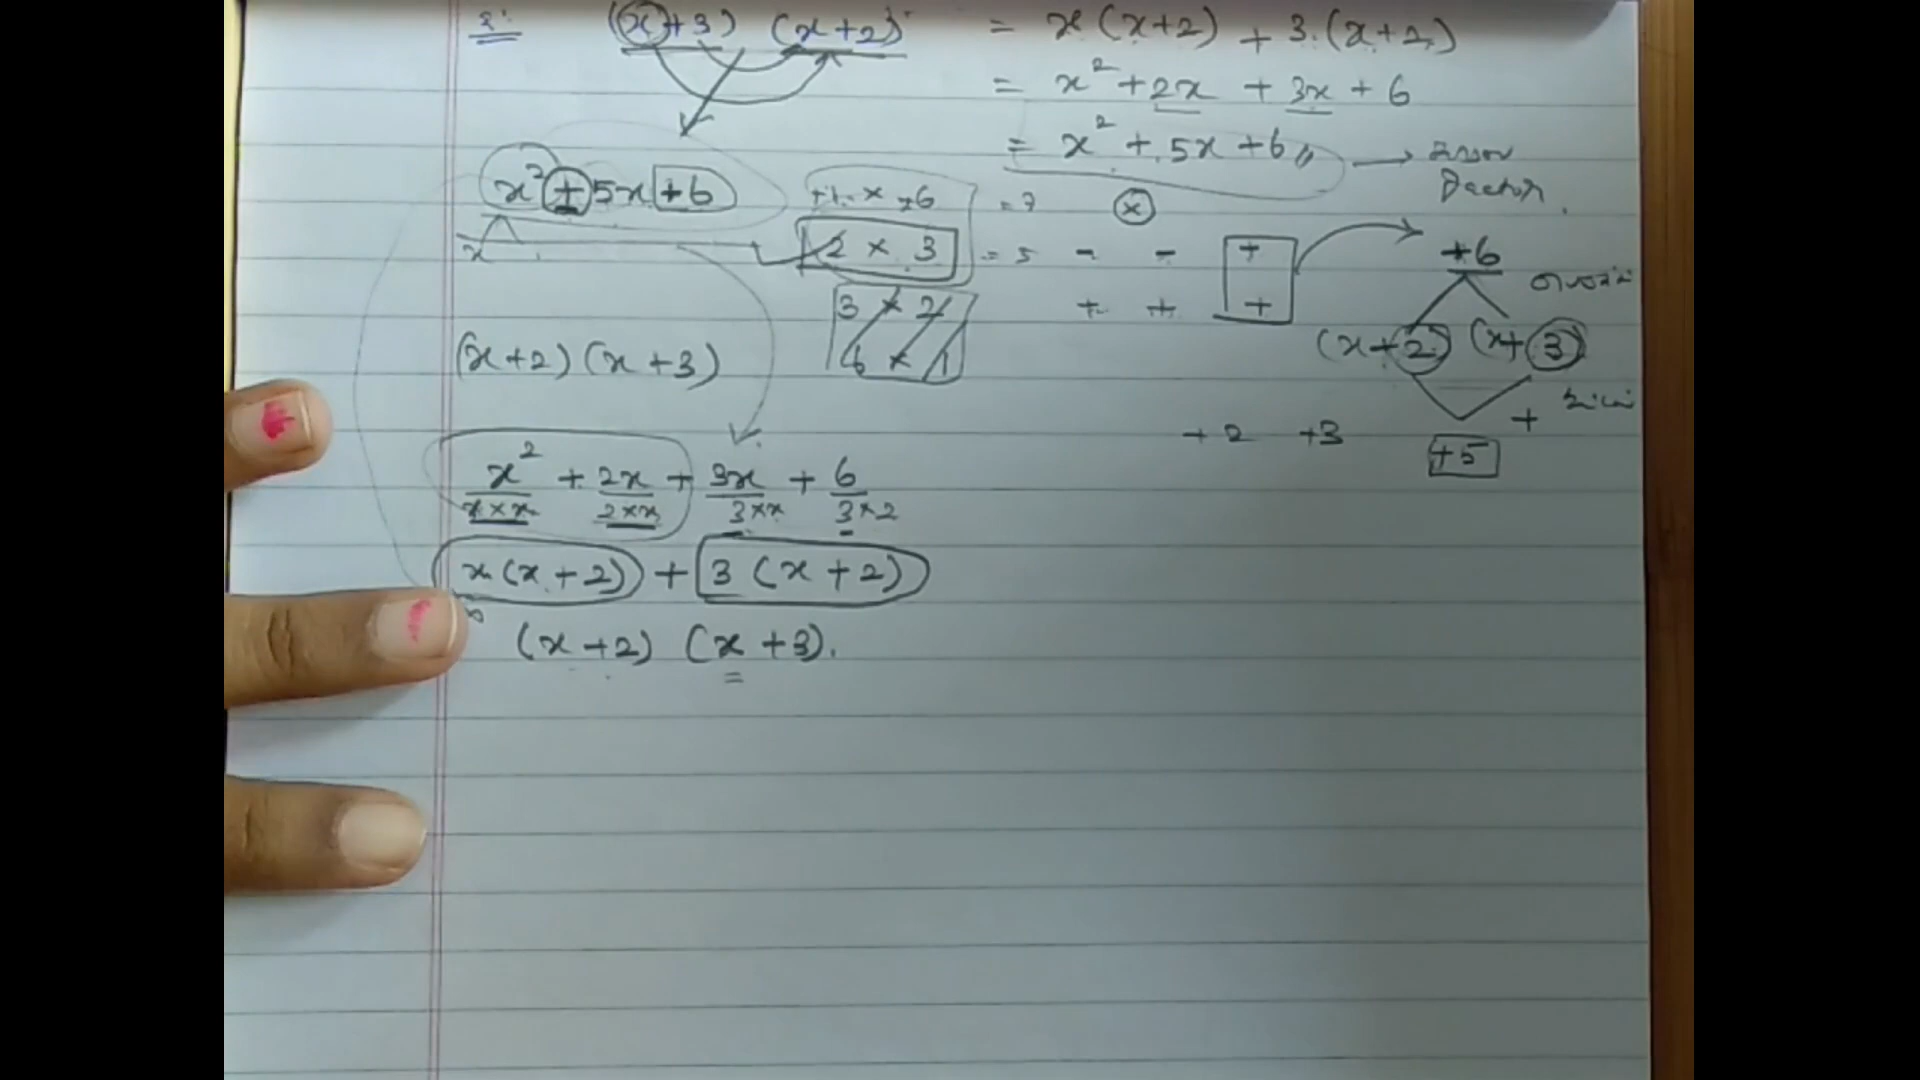 (x+3) (x+2) = x (x+2) + 3.(x+2)
= x² + 2x + 3x + 6
= x² + 5x + 6 →
x² + 5x + 6
+1 x +6 = 7
2 x 3 = 5
3 x 2
6 x 1
x
- - +
+ + +
+6
(x+2) (x+3)
+
+2 +3 +5
(x+2) (x+3)
x² + 2x + 3x + 6
x×x 2×x 3×x 3×2
x (x+2) + 3 (x+2)
(x+2) (x+3).